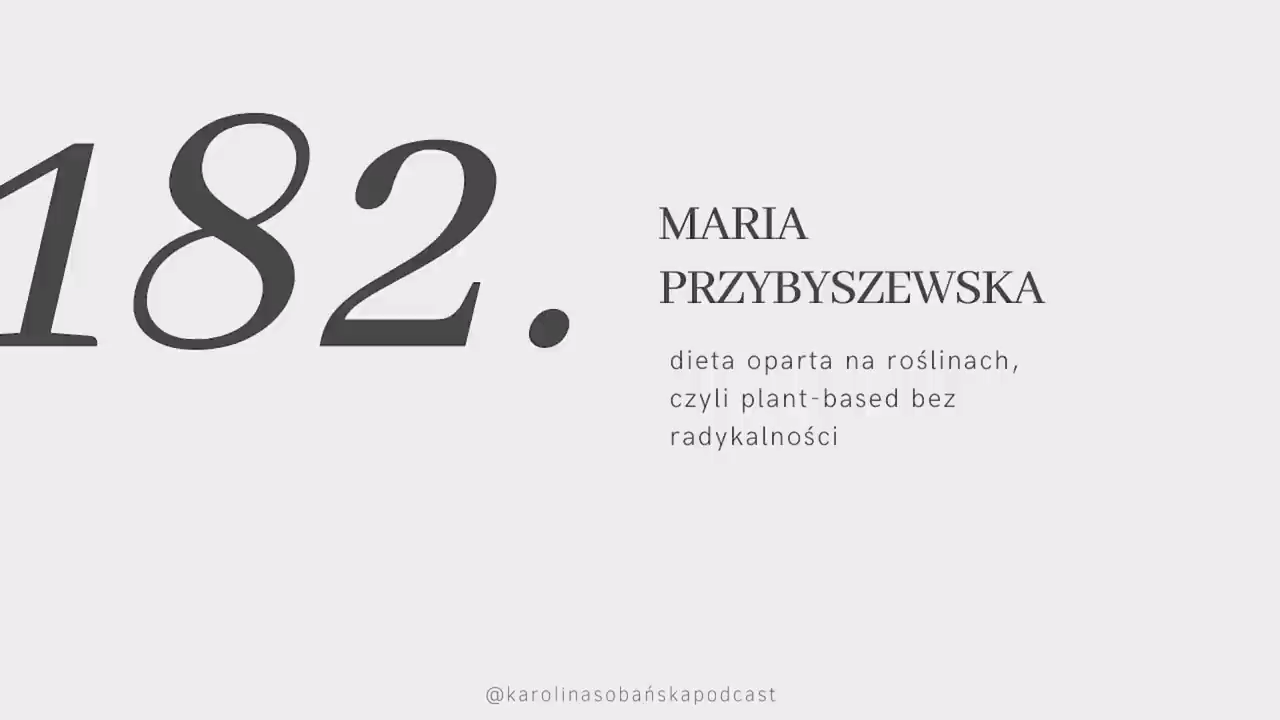 182.
MARIA
PRZYBYSZEWSKA
dieta oparta na roślinach,
czyli plant-based bez
radykalności
@karolinasobańskapodcast